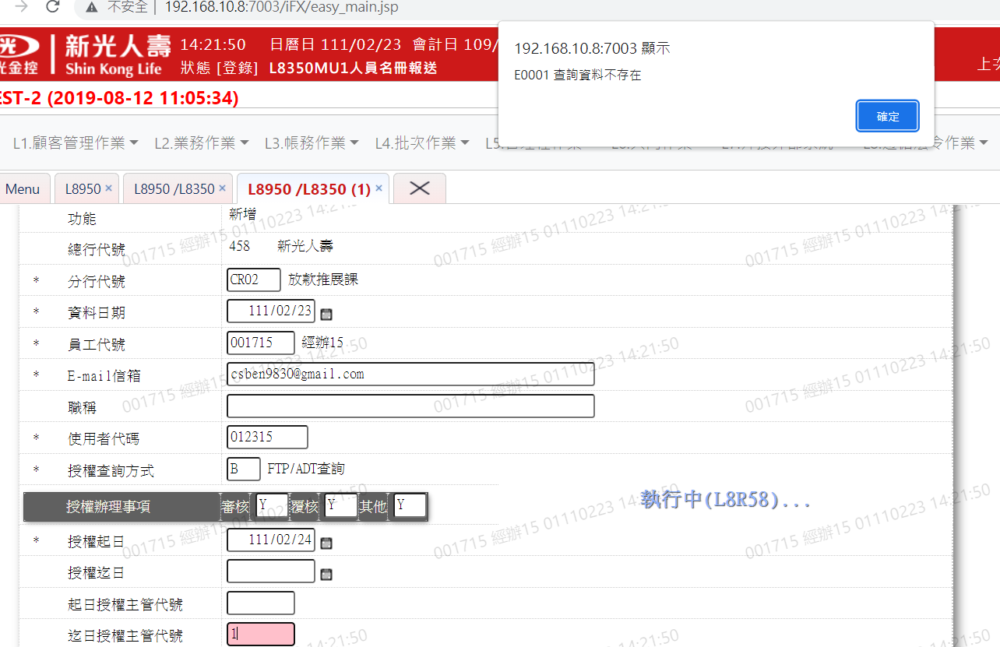 不安全 | 192.168.10.8:7003/iFX/easy_main.jsp
192.168.10.8:7003 顯示
E0001 查詢資料不存在
確定
光金控
新光人壽
Shin Kong Life
14:21:50 日曆日 111/02/23 會計日 109/
狀態 [登錄] L8350MU1人員名冊報送
上
EST-2 (2019-08-12 11:05:34)
L1.顧客管理作業 L2.業務作業 L3.帳務作業 L4.批次作業 令作業
Menu L8950 × L8950 /L8350 × L8950 /L8350 (1) ×
功能 新增
總行代號 458 新光人壽
* 分行代號 CR02 放款推展課
* 資料日期 111/02/23
* 員工代號 001715 經辦15
* E-mail信箱 csben9830@gmail.com
職稱
* 使用者代碼 012315
* 授權查詢方式 B FTP/ADT查詢
授權辦理事項 審核 Y 覆核 Y 其他 Y
執行中(L8R58)...
* 授權起日 111/02/24
授權迄日
起日授權主管代號
迄日授權主管代號 1
001715 經辦15 01110223 14:21:50